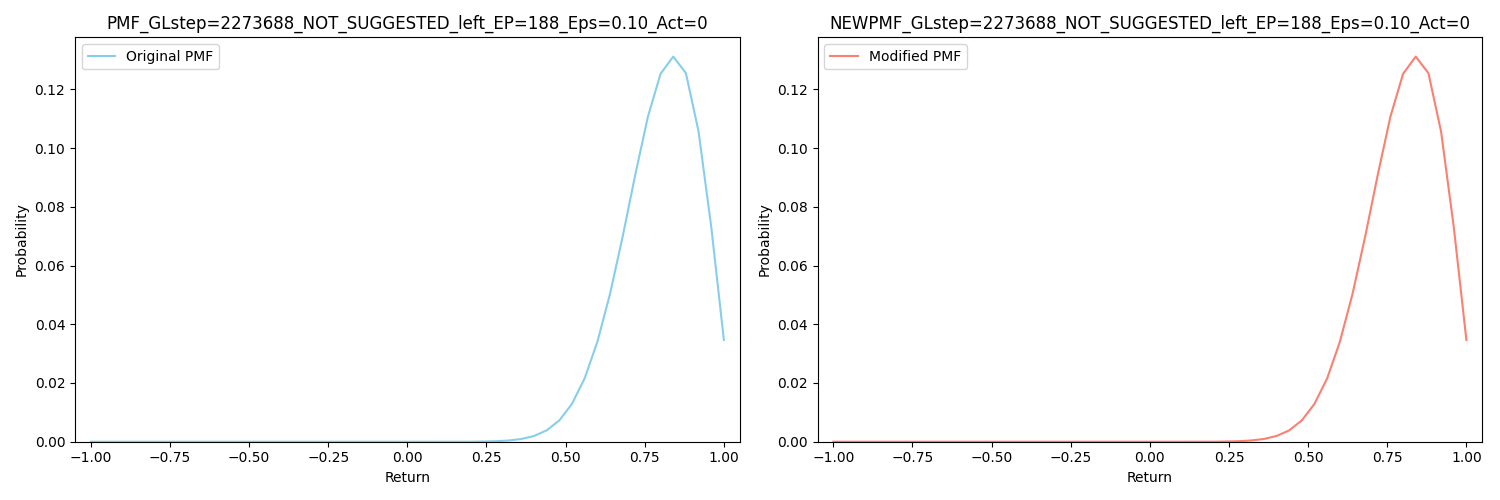 PMF_GLstep=2273688_NOT_SUGGESTED_left_EP=188_Eps=0.10_Act=0
Original PMF
0.12
0.10
0.08
0.06
0.04
0.02
0.00
Probability
−1.00 −0.75 −0.50 −0.25 0.00 0.25 0.50 0.75 1.00
Return
NEWPMF_GLstep=2273688_NOT_SUGGESTED_left_EP=188_Eps=0.10_Act=0
Modified PMF
0.12
0.10
0.08
0.06
0.04
0.02
0.00
Probability
−1.00 −0.75 −0.50 −0.25 0.00 0.25 0.50 0.75 1.00
Return